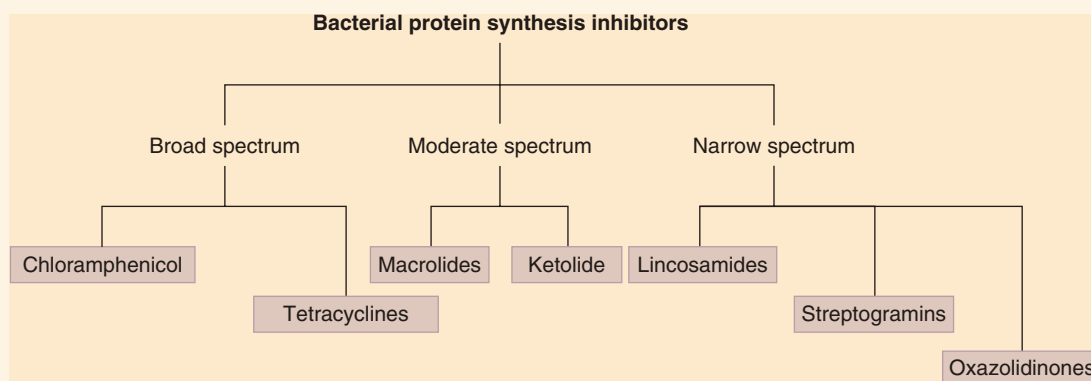 Bacterial protein synthesis inhibitors
Broad spectrum
Moderate spectrum
Narrow spectrum
Chloramphenicol
Macrolides
Ketolide
Lincosamides
Tetracyclines
Streptogramins
Oxazolidinones